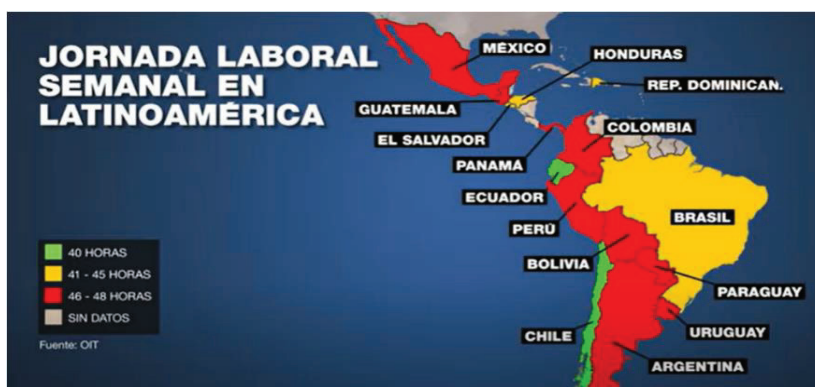 JORNADA LABORAL
SEMANAL EN
LATINOAMÉRICA
MÉXICO
HONDURAS
REP. DOMINICAN.
GUATEMALA
EL SALVADOR
COLOMBIA
PANAMÁ
ECUADOR
BRASIL
PERÚ
BOLIVIA
PARAGUAY
CHILE
URUGUAY
ARGENTINA
40 HORAS
41 - 45 HORAS
46 - 48 HORAS
SIN DATOS
Fuente: OIT